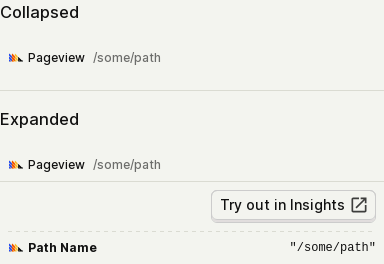 Collapsed
Pageview /some/path
Expanded
Pageview /some/path
Try out in Insights
Path Name "/some/path"